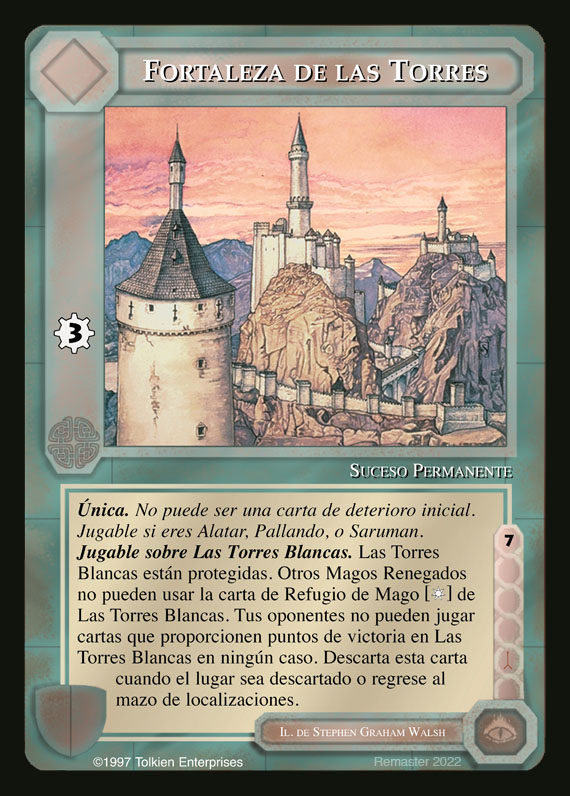 Fortaleza de las Torres
3
Suceso Permanente
Única. No puede ser una carta de deterioro inicial.
Jugable si eres Alatar, Pallando, o Saruman.
Jugable sobre Las Torres Blancas. Las Torres
Blancas están protegidas. Otros Magos Renegados
no pueden usar la carta de Refugio de Mago [ ] de
Las Torres Blancas. Tus oponentes no pueden jugar
cartas que proporcionen puntos de victoria en Las
Torres Blancas en ningún caso. Descarta esta carta
cuando el lugar sea descartado o regrese al
mazo de localizaciones.
7
Il. de Stephen Graham Walsh
©1997 Tolkien Enterprises
Remaster 2022